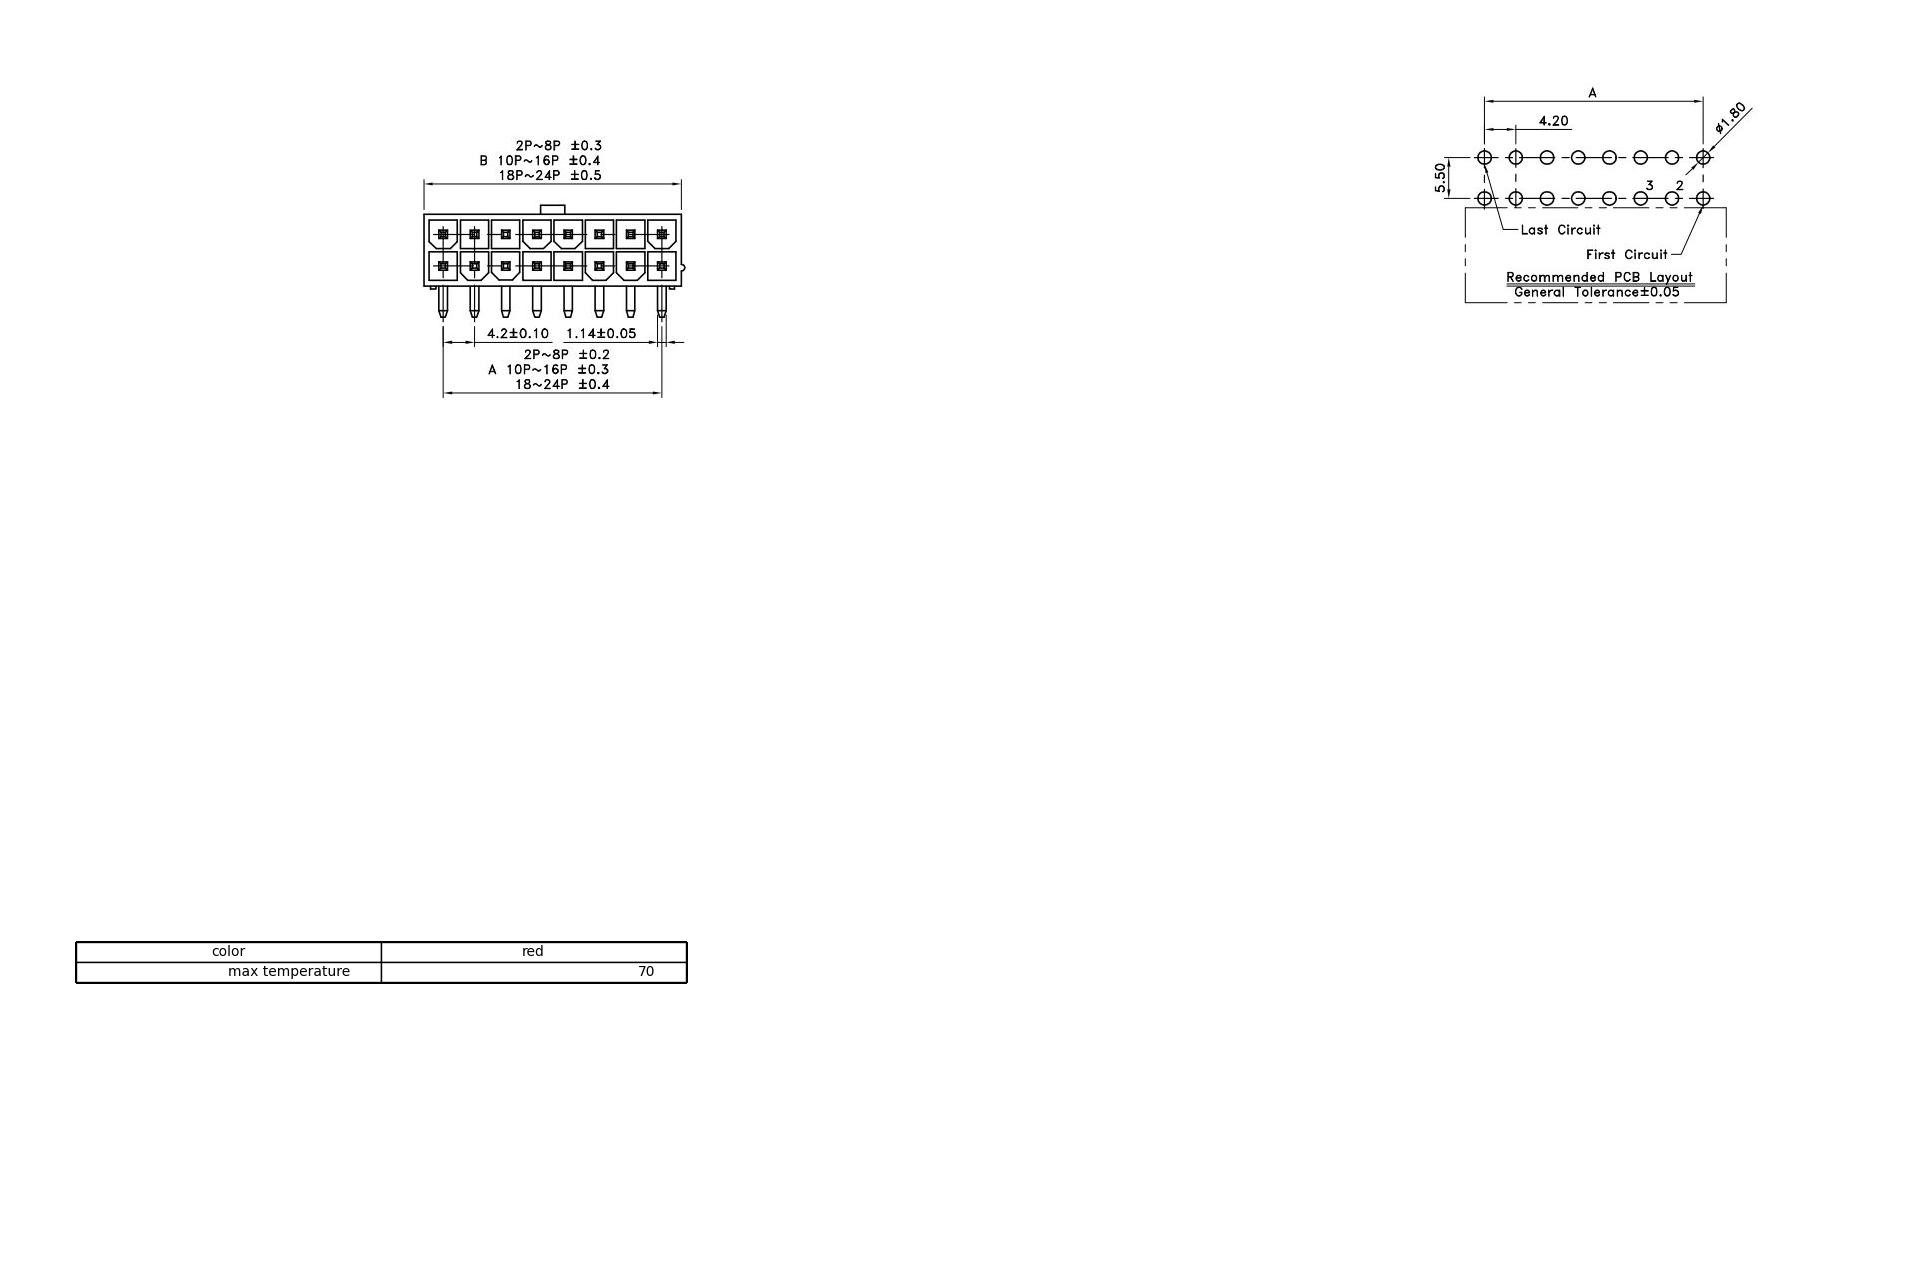 2P~8P ±0.3
B 10P~16P ±0.4
18P~24P ±0.5
4.2±0.10 1.14±0.05
2P~8P ±0.2
A 10P~16P ±0.3
18~24P ±0.4
A
4.20
ø1.80
5.50
3 2
Last Circuit
First Circuit
Recommended PCB Layout
General Tolerance±0.05
color red
max temperature 70